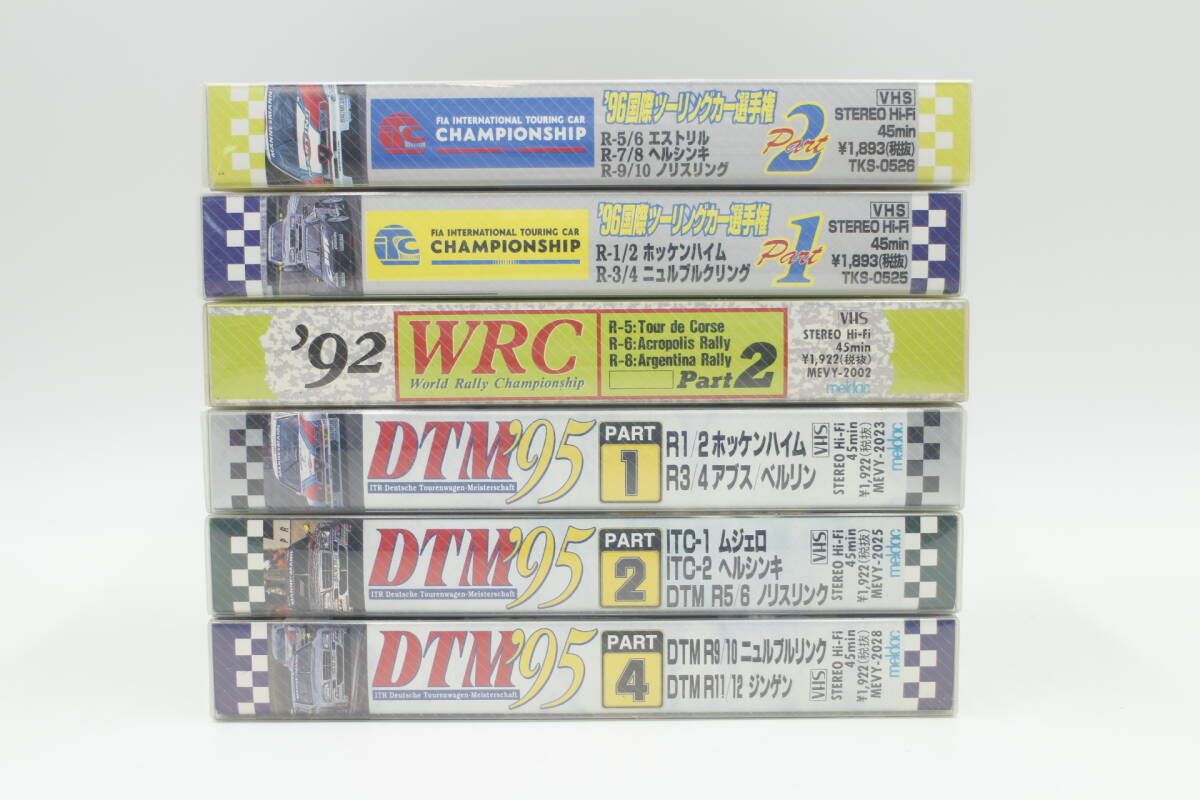 FIA INTERNATIONAL TOURING CAR
CHAMPIONSHIP
'96国際ツーリングカー選手権
R-5/6 エストリル
R-7/8 ヘルシンキ
R-9/10 ノリスリング
Part 2
VHS
STEREO Hi-Fi
45min
¥1,893(税抜)
TKS-0526
ITC
FIA INTERNATIONAL TOURING CAR
CHAMPIONSHIP
'96国際ツーリングカー選手権
R-1/2 ホッケンハイム
R-3/4 ニュルブルクリング
Part 1
VHS
STEREO Hi-Fi
45min
¥1,893(税抜)
TKS-0525
'92
WRC
World Rally Championship
R-5:Tour de Corse
R-6:Acropolis Rally
R-8:Argentina Rally
Part 2
VHS
STEREO Hi-Fi
45min
¥1,922(税抜)
MEVY-2002
meldac
DTM'95
ITR Deutsche Tourenwagen-Meisterschaft
PART
1
R1/2ホッケンハイム
R3/4アブス/ベルリン
VHS
STEREO Hi-Fi
45min
¥1,922(税抜)
MEVY-2023
meldac
DTM'95
ITR Deutsche Tourenwagen-Meisterschaft
PART
2
ITC-1 ムジェロ
ITC-2 ヘルシンキ
DTM R5/6 ノリスリング
VHS
STEREO Hi-Fi
45min
¥1,922(税抜)
MEVY-2025
meldac
DTM'95
ITR Deutsche Tourenwagen-Meisterschaft
PART
4
DTM R9/10 ニュルブルリンク
DTM R11/12 ジンゲン
VHS
STEREO Hi-Fi
45min
¥1,922(税抜)
MEVY-2028
meldac